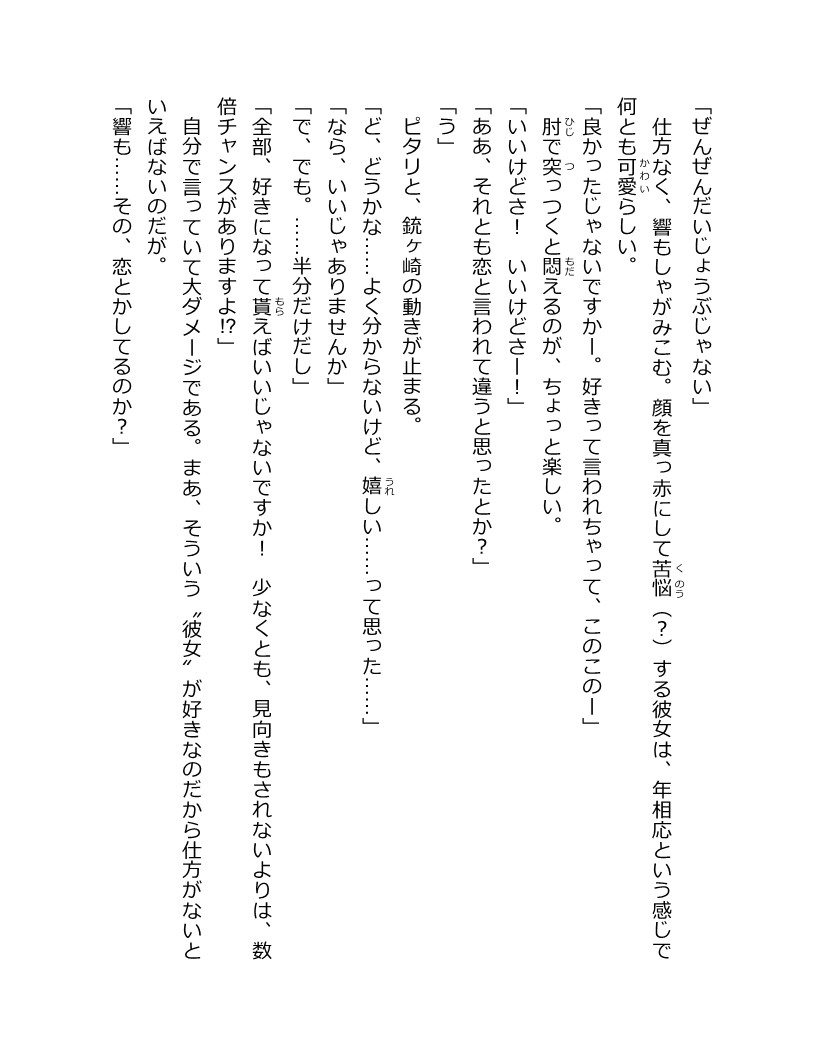 「ぜんぜんだいじょうぶじゃない」
　仕方なく、響もしゃがみこむ。顔を真っ赤にして苦悩（？）する彼女は、年相応という感じで
何とも可愛らしい。
「良かったじゃないですかー。好きって言われちゃって、このこのー」
　肘で突っつくと悶えるのが、ちょっと楽しい。
「いいけどさ！　いいけどさー！」
「ああ、それとも恋と言われて違うと思ったとか？」
「う」
　ピタリと、銃ヶ崎の動きが止まる。
「ど、どうかな……よく分からないけど、嬉しい……って思った……」
「なら、いいじゃありませんか」
「で、でも。……半分だけだし」
「全部、好きになって貰えばいいじゃないですか！　少なくとも、見向きもされないよりは、数
倍チャンスがありますよ!?」
　自分で言っていて大ダメージである。まあ、そういう〝彼女〟が好きなのだから仕方がないと
いえばないのだが。
「響も……その、恋とかしてるのか？」